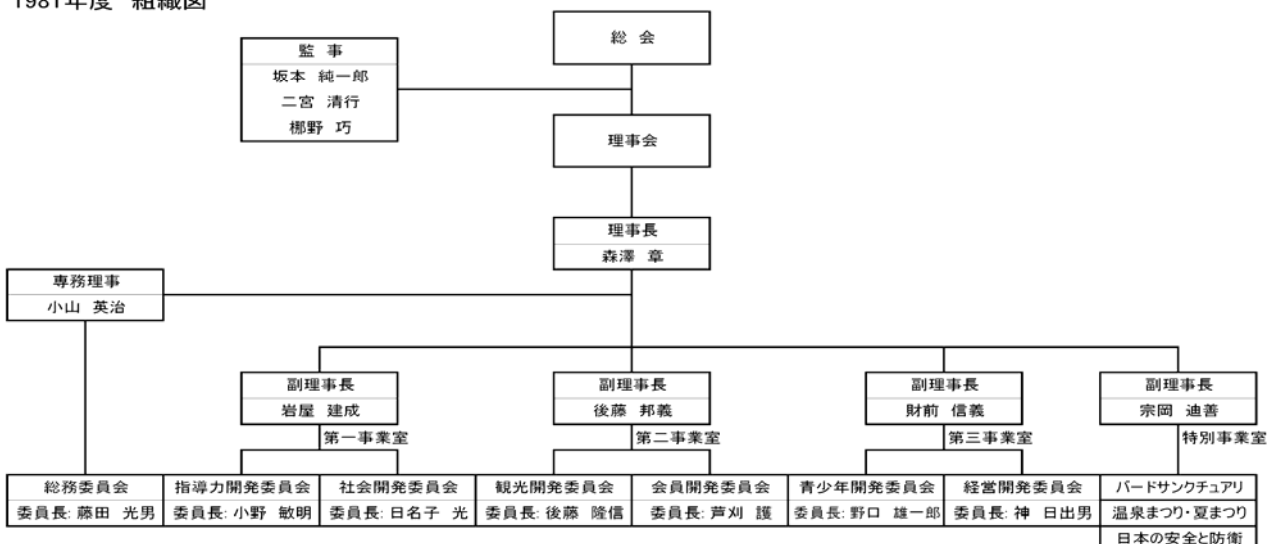 1981年度 組織図
総 会
監 事
坂本 純一郎
二宮 清行
梛野 巧
理事会
理事長
森澤 章
専務理事
小山 英治
副理事長
岩屋 建成
第一事業室
副理事長
後藤 邦義
第二事業室
副理事長
財前 信義
第三事業室
副理事長
宗岡 迪善
特別事業室
総務委員会
委員長: 藤田 光男
指導力開発委員会
委員長: 小野 敏明
社会開発委員会
委員長: 日名子 光
観光開発委員会
委員長: 後藤 隆信
会員開発委員会
委員長: 芦刈 護
青少年開発委員会
委員長: 野口 雄一郎
経営開発委員会
委員長: 神 日出男
バードサンクチュアリ
温泉まつり・夏まつり
日本の安全と防衛